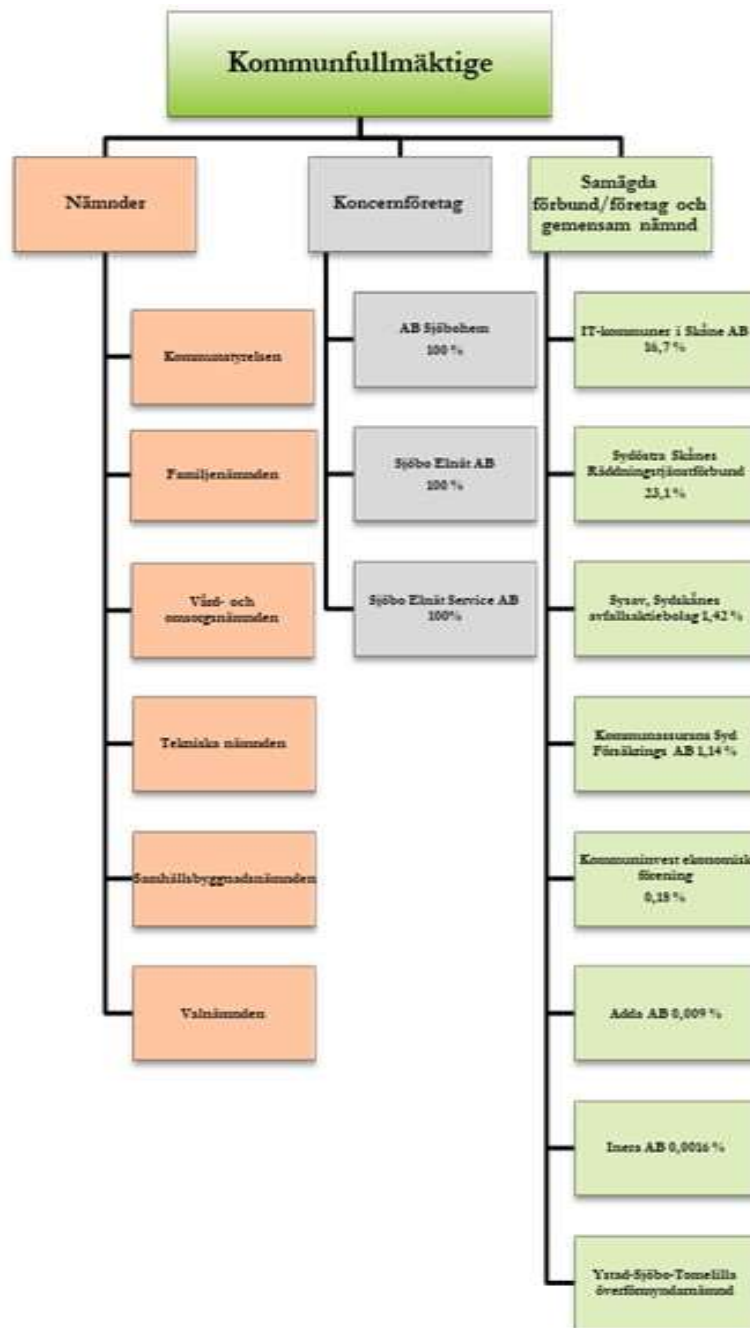 Kommunfullmäktige
Nämnder
Kommunstyrelsen
Familjenämnden
Vård- och
omsorgsnämnden
Tekniska nämnden
Samhällsbyggnadsnämnden
Valnämnden
Koncernföretag
AB Sjöbohem
100 %
Sjöbo Elnät AB
100 %
Sjöbo Elnät Service AB
100%
Samägda
förbund/företag och
gemensam nämnd
IT-kommuner i Skåne AB
16,7 %
Sydöstra Skånes
Räddningstjänstförbund
23,1 %
Sysav, Sydskånes
avfallsaktiebolag 1,42 %
Kommunassurans Syd
Försäkrings AB 1,14 %
Kommuninvest ekonomisk
förening
0,18 %
Adda AB 0,009 %
Inera AB 0,0016 %
Ystad-Sjöbo-Tomelilla
överförmyndarnämnd